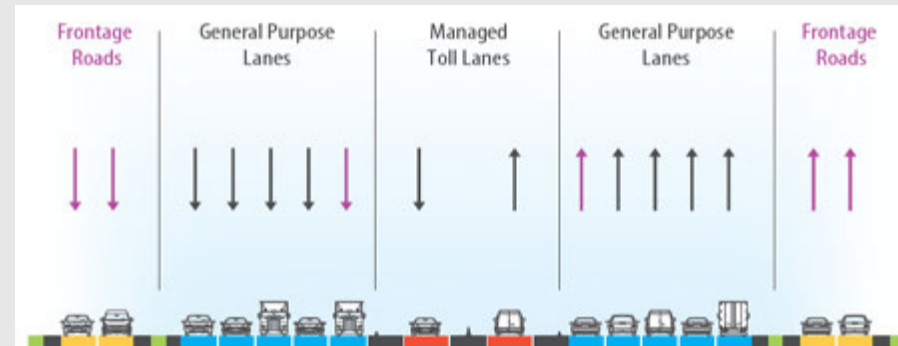 Frontage
Roads
General Purpose
Lanes
Managed
Toll Lanes
General Purpose
Lanes
Frontage
Roads